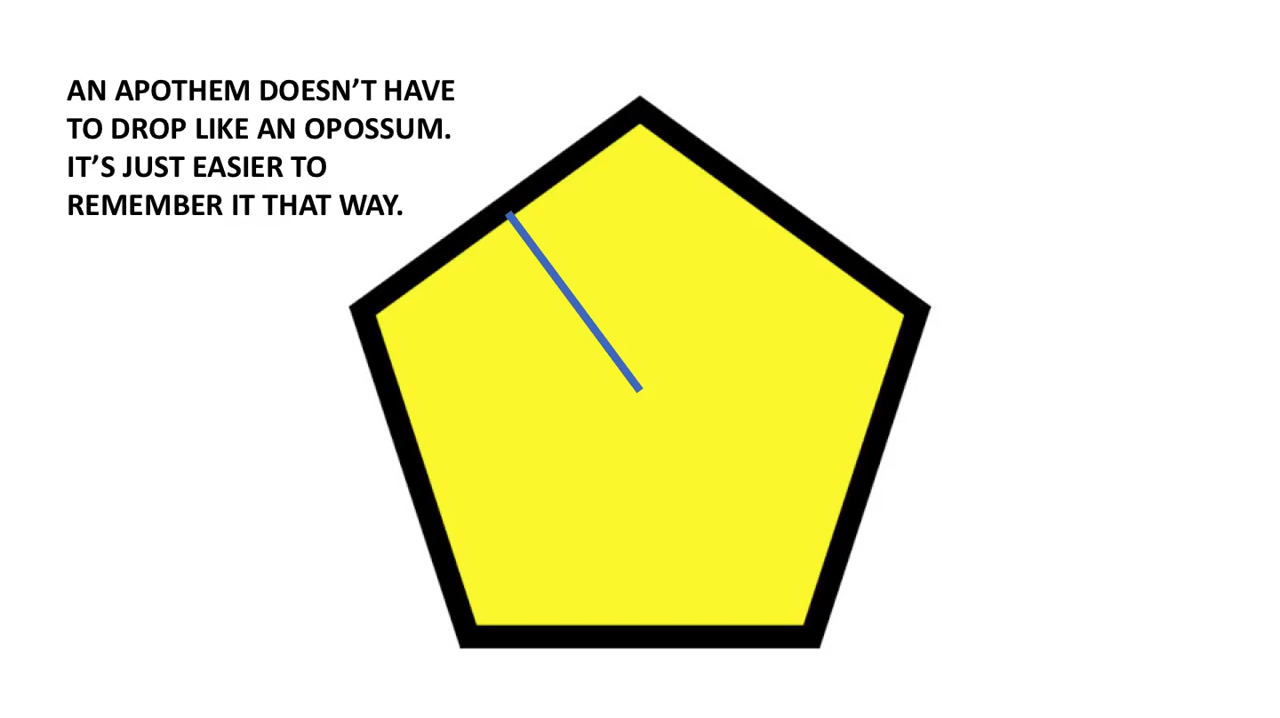 AN APOTHEM DOESN’T HAVE
TO DROP LIKE AN OPOSSUM.
IT’S JUST EASIER TO
REMEMBER IT THAT WAY.